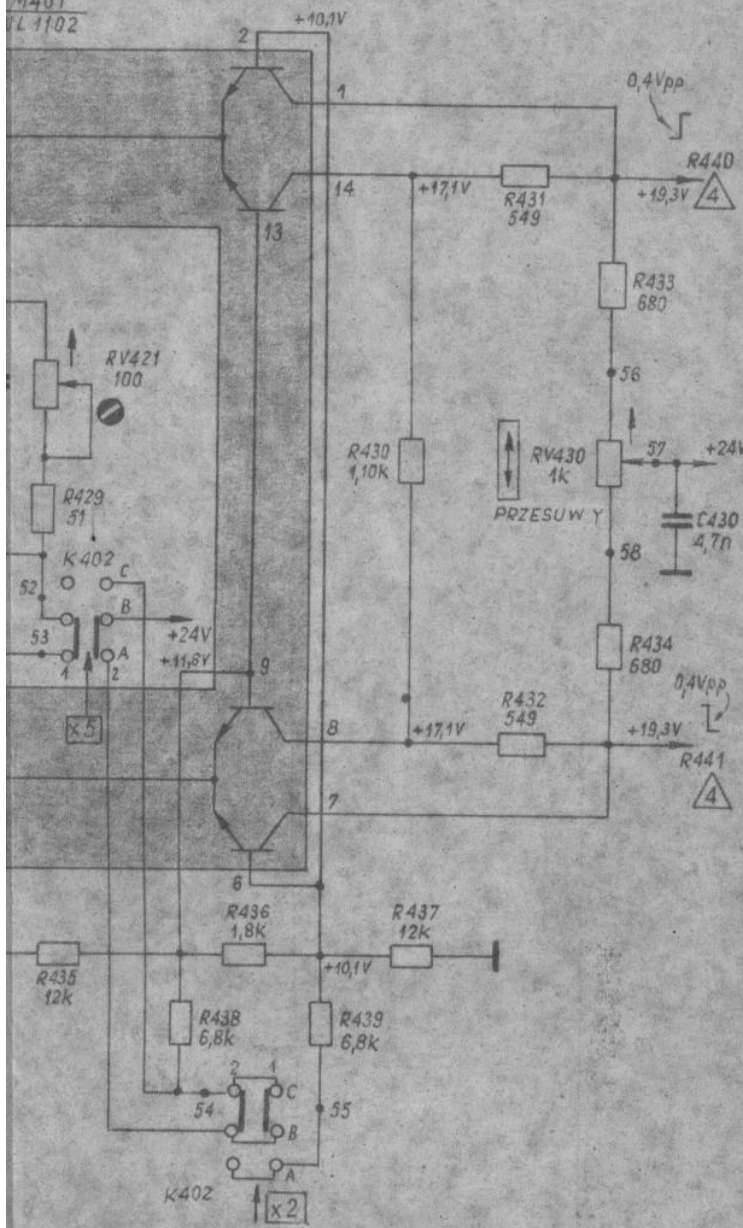 UL 1102
+10,1V
2
1
0,4Vpp
R440
+17,1V
R431
549
+19,3V
4
14
13
R433
680
RV421
100
56
R430
1,10k
RV430
1k
57
+24V
PRZESUWY
C430
4,7n
R429
51
K402
C
52
B
58
+24V
53
A
R434
680
+11,6V
9
1
2
0,4Vpp
x5
8
+17,1V
R432
549
+19,3V
R441
4
7
6
R436
1,8k
R437
12k
R435
12k
+10,1V
R438
6,8k
R439
6,8k
2
1
C
54
55
B
A
K402
x2